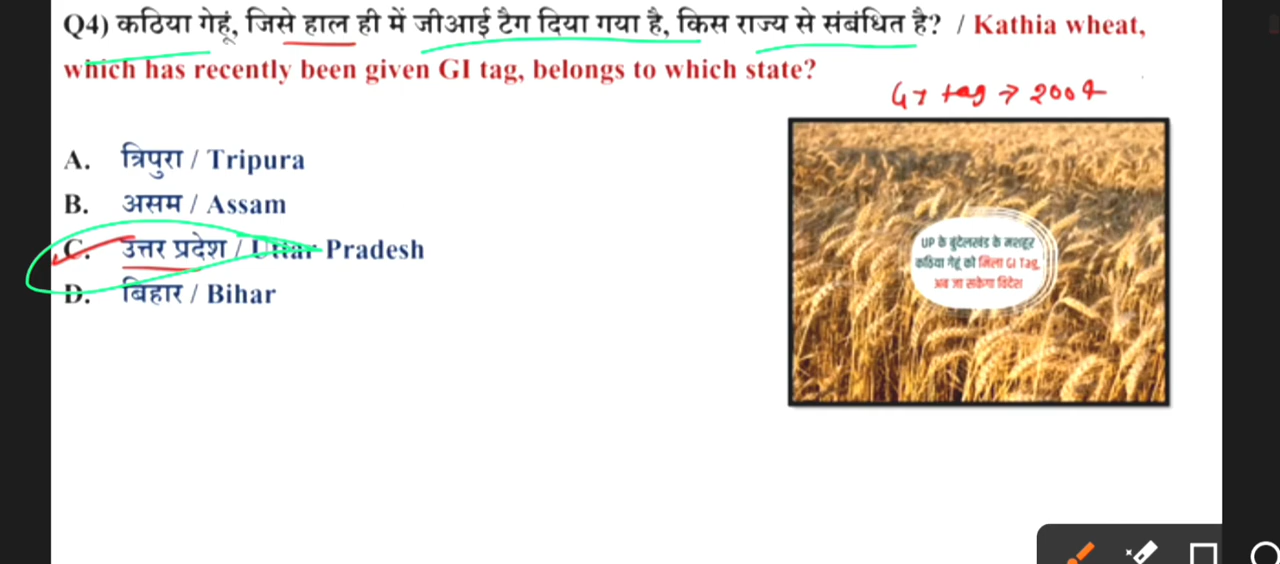 Q4) कठिया गेहूं, जिसे हाल ही में जीआई टैग दिया गया है, किस राज्य से संबंधित है? / Kathia wheat,
which has recently been given GI tag, belongs to which state?
GI tag → 2004
A. त्रिपुरा / Tripura
B. असम / Assam
C. उत्तर प्रदेश / Uttar Pradesh
D. बिहार / Bihar
UP के बुंदेलखंड के मशहूर
कठिया गेहूं को मिला GI Tag,
अब जा सकेगा विदेश